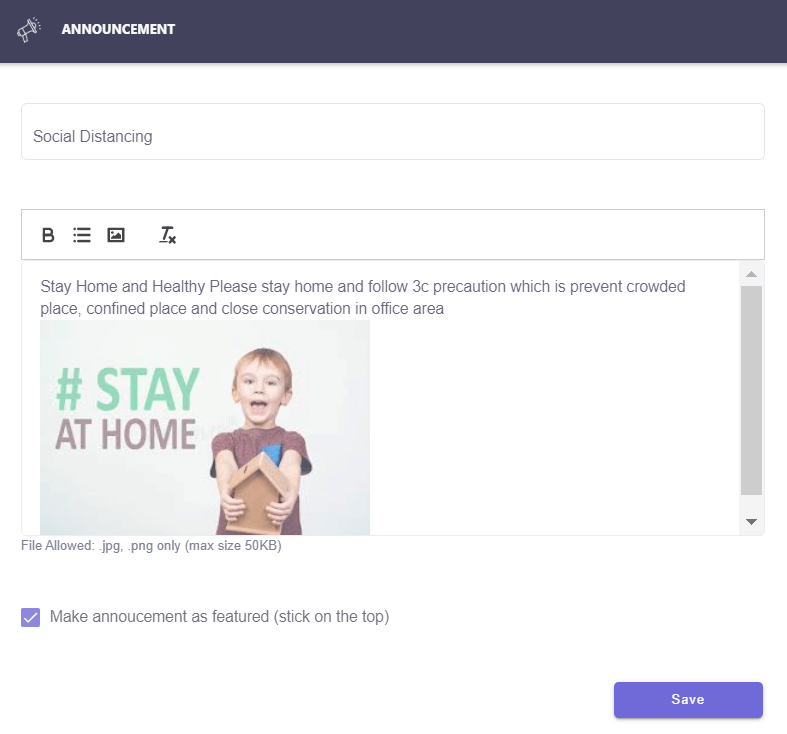 ANNOUNCEMENT
Social Distancing
B
Stay Home and Healthy Please stay home and follow 3c precaution which is prevent crowded
place, confined place and close conservation in office area
# STAY
AT HOME
File Allowed: .jpg, .png only (max size 50KB)
Make annoucement as featured (stick on the top)
Save